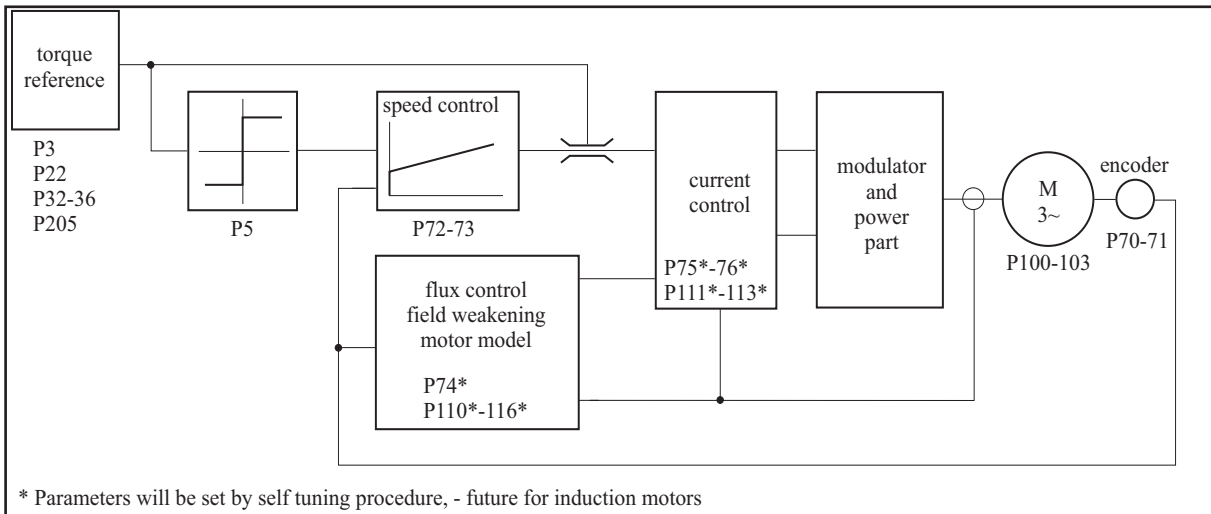 torque
reference
P3
P22
P32-36
P205
P5
speed control
P72-73
flux control
field weakening
motor model
P74*
P110*-116*
current
control
P75*-76*
P111*-113*
modulator
and
power
part
M
3~
P100-103
encoder
P70-71
* Parameters will be set by self tuning procedure, - future for induction motors